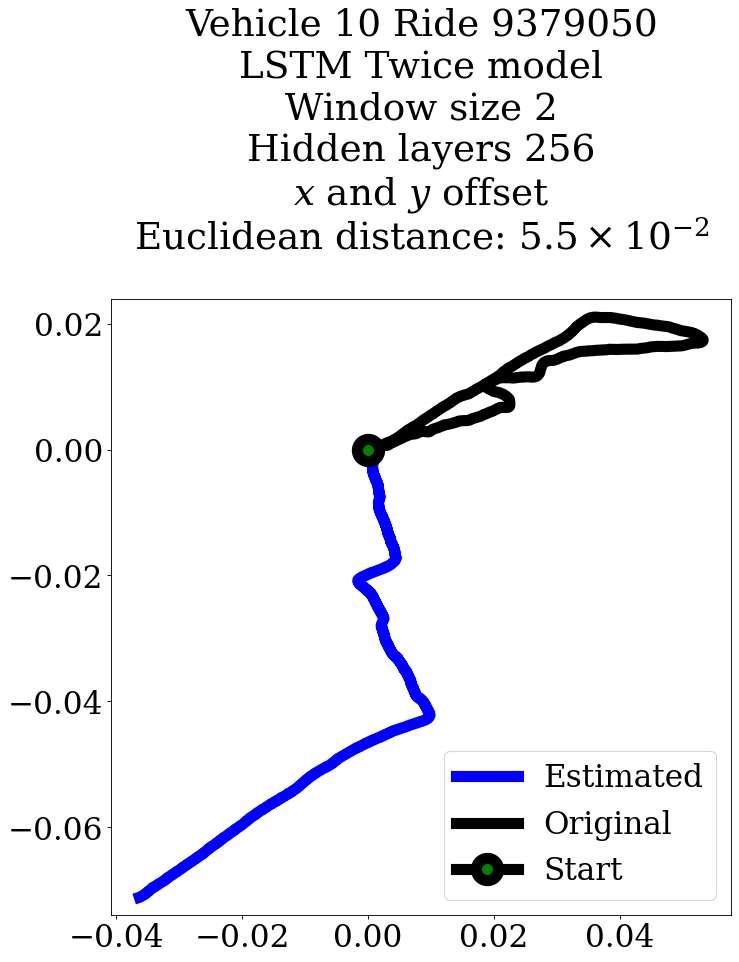 Vehicle 10 Ride 9379050
LSTM Twice model
Window size 2
Hidden layers 256
x and y offset
Euclidean distance: 5.5 × 10⁻²
0.02
0.00
−0.02
−0.04
−0.06
Estimated
Original
Start
−0.04 −0.02 0.00 0.02 0.04